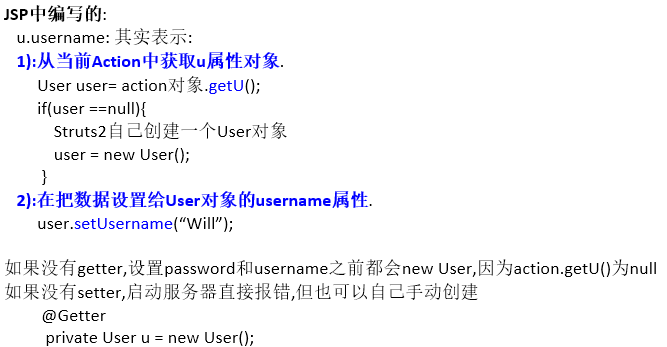 JSP中编写的:
u.username: 其实表示:
1):从当前Action中获取u属性对象.
User user= action对象.getU();
if(user ==null){
Struts2自己创建一个User对象
user = new User();
}
2):在把数据设置给User对象的username属性.
user.setUsername(“Will”);
如果没有getter,设置password和username之前都会new User,因为action.getU()为null
如果没有setter,启动服务器直接报错,但也可以自己手动创建
@Getter
private User u = new User();